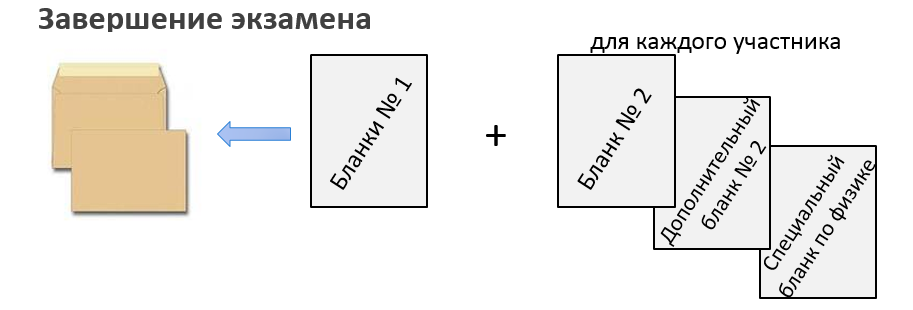 Завершение экзамена
для каждого участника
Бланки № 1
+
Бланк № 2
Дополнительный
бланк № 2
Специальный
бланк по физике